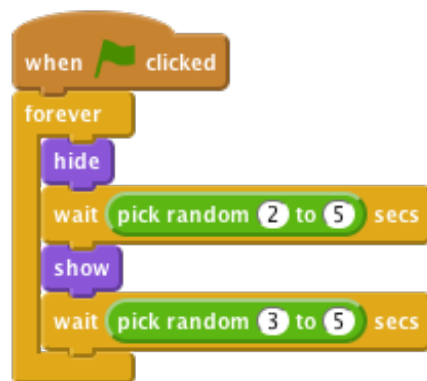 when clicked
forever
hide
wait pick random 2 to 5 secs
show
wait pick random 3 to 5 secs